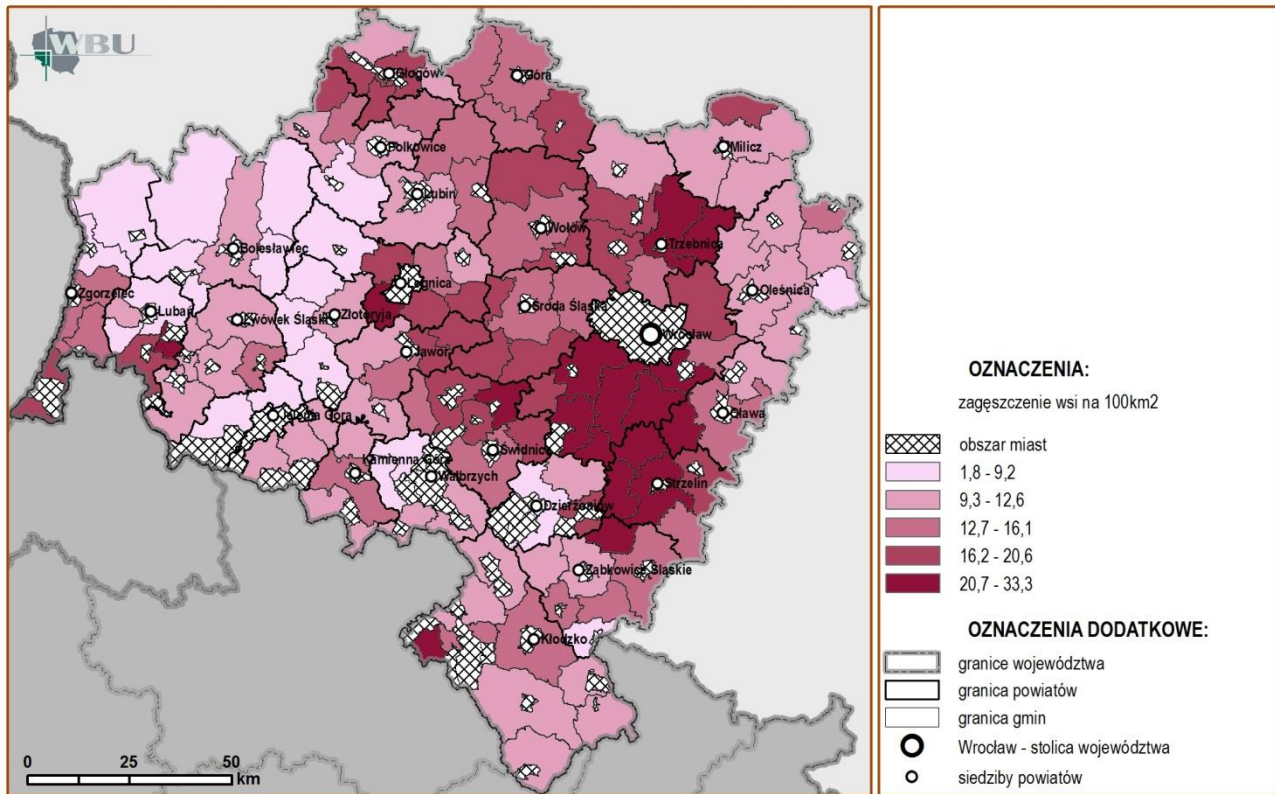 WBU
Głogów
Góra
Polkowice
Milicz
Lubin
Wołów
Trzebnica
Bolesławiec
Legnica
Oleśnica
Zgorzelec
Lubań
Lwówek Śląski
Złotoryja
Środa Śląska
Wrocław
Jawor
Jelenia Góra
Oława
Świdnica
Kamienna Góra
Wałbrzych
Strzelin
Dzierżoniów
Ząbkowice Śląskie
Kłodzko
0 25 50
km
OZNACZENIA:
zagęszczenie wsi na 100km2
obszar miast
1,8 - 9,2
9,3 - 12,6
12,7 - 16,1
16,2 - 20,6
20,7 - 33,3
OZNACZENIA DODATKOWE:
granice województwa
granica powiatów
granica gmin
Wrocław - stolica województwa
siedziby powiatów